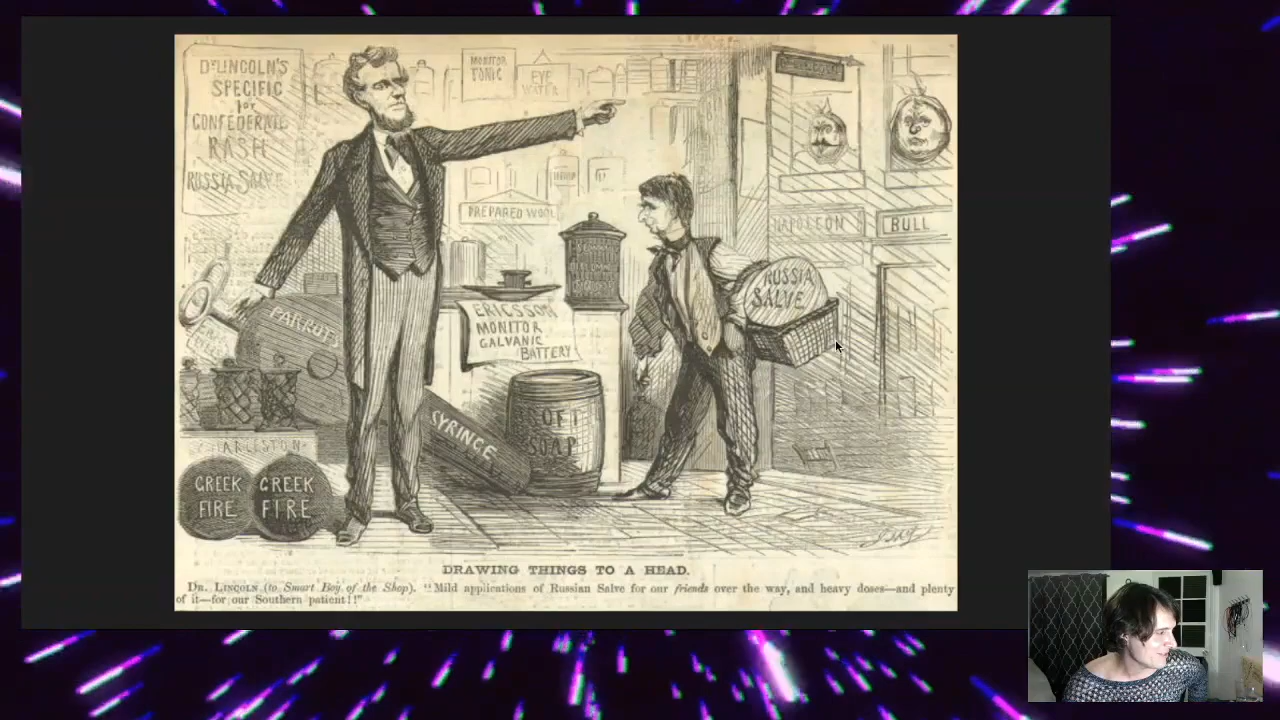 Dr LINCOLN'S
SPECIFIC
for
CONFEDERATE
RASH
RUSSIA SALVE
MONITOR
TONIC
EYE
WATER
PREPARED WOOL
ERICSSON
MONITOR
GALVANIC
BATTERY
PARROTT
CHARLESTON
GREEK
FIRE
GREEK
FIRE
SYRINGE
SOFT
SOAP
RUSSIA
SALVE
NAPOLEON
BULL
DRAWING THINGS TO A HEAD.
DR. LINCOLN (to Smart Boy of the Shop). "Mild applications of Russian Salve for our friends over the way, and heavy doses—and plenty
of it—for our Southern patient!!"